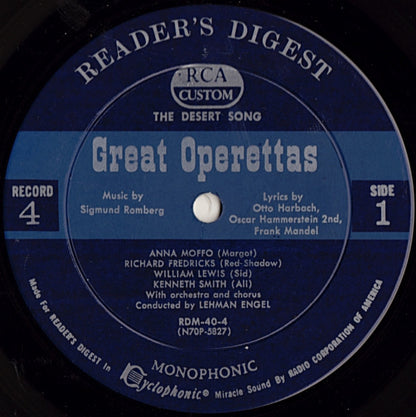 READER'S DIGEST
RCA
CUSTOM
THE DESERT SONG
Great Operettas
RECORD
4
Music by
Sigmund Romberg
Lyrics by
Otto Harbach,
Oscar Hammerstein 2nd,
Frank Mandel
SIDE
1
ANNA MOFFO (Margot)
RICHARD FREDRICKS (Red Shadow)
WILLIAM LEWIS (Sid)
KENNETH SMITH (Ali)
With orchestra and chorus
Conducted by LEHMAN ENGEL
RDM-40-4
(N70P-5827)
MONOPHONIC
Made For READER'S DIGEST In Cyclophonic® Miracle Sound By RADIO CORPORATION OF AMERICA